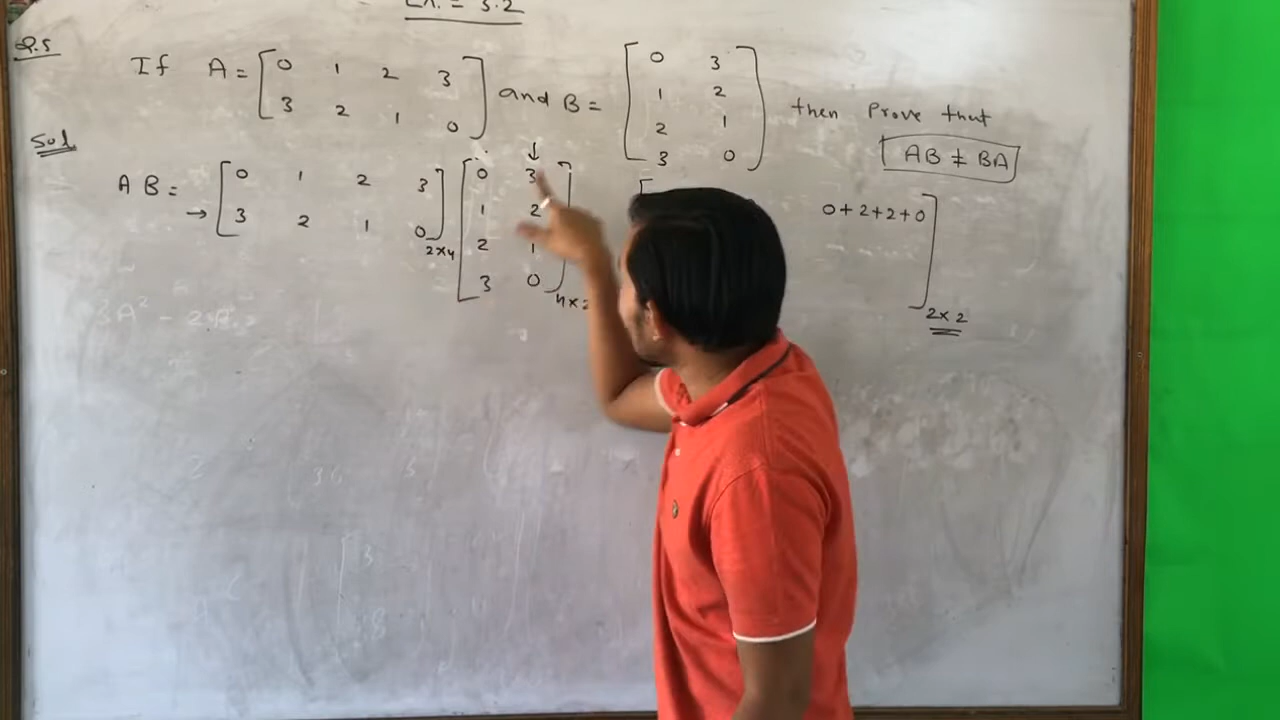 Ex. = 3.2
Q.5
If A = [ 0 1 2 3
3 2 1 0 ] and B = [ 0 3
1 2
2 1
3 0 ] then Prove that
AB ≠ BA
Sol
AB = [ 0 1 2 3
→ 3 2 1 0 ] 2×4 [ 0 3 ↓
1 2
2 1
3 0 ] 4×2 [ 0+2+2+0
] 2×2
3A² - 2